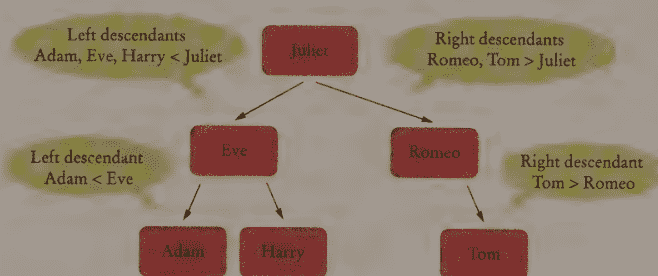 Left descendants
Adam, Eve, Harry < Juliet
Juliet
Right descendants
Romeo, Tom > Juliet
Left descendant
Adam < Eve
Eve
Romeo
Right descendant
Tom > Romeo
Adam
Harry
Tom